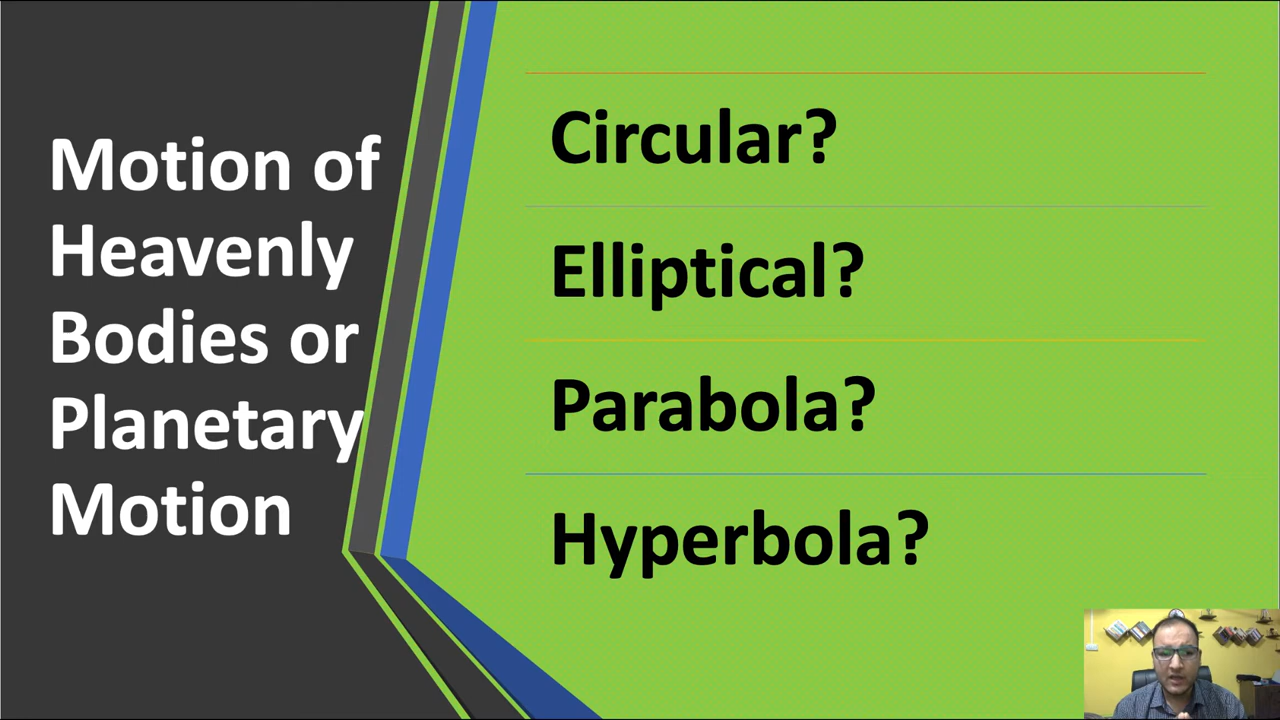 Motion of
Heavenly
Bodies or
Planetary
Motion
Circular?
Elliptical?
Parabola?
Hyperbola?